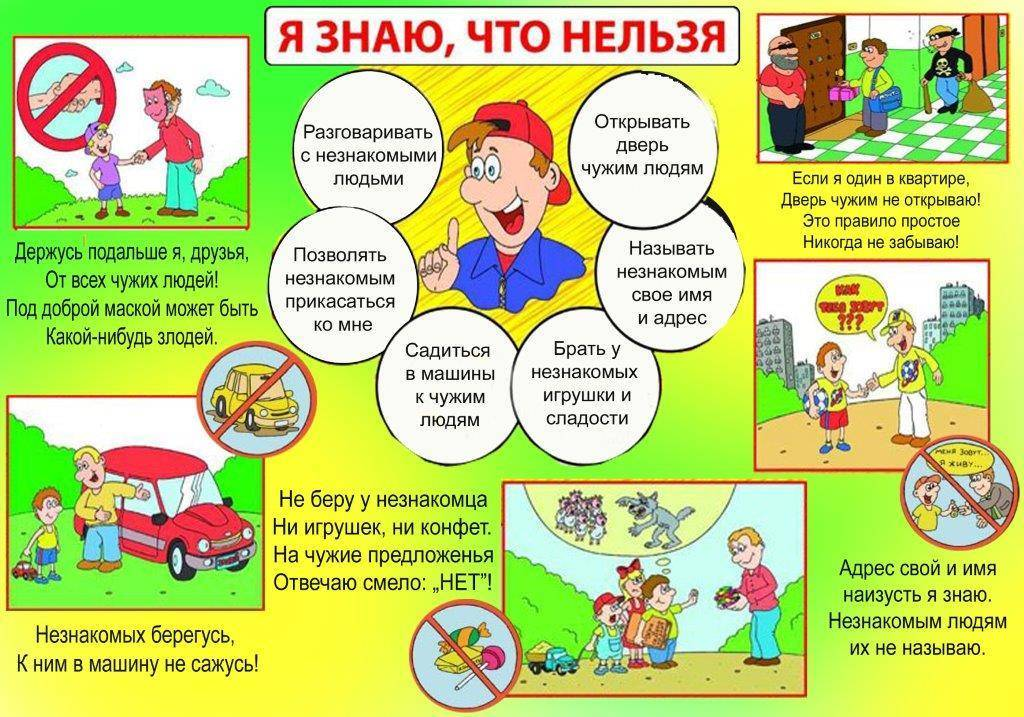 Я ЗНАЮ, ЧТО НЕЛЬЗЯ
Разговаривать
с незнакомыми
людьми
Открывать
дверь
чужим людям
Позволять
незнакомым
прикасаться
ко мне
Называть
незнакомым
свое имя
и адрес
Садиться
в машины
к чужим
людям
Брать у
незнакомых
игрушки и
сладости
Держусь подальше я, друзья,
От всех чужих людей!
Под доброй маской может быть
Какой-нибудь злодей.
Если я один в квартире,
Дверь чужим не открываю!
Это правило простое
Никогда не забываю!
КАК
ТЕБЯ ЗОВУТ
???
МЕНЯ ЗОВУТ...
Я ЖИВУ...
Не беру у незнакомца
Ни игрушек, ни конфет.
На чужие предложенья
Отвечаю смело: „НЕТ”!
Адрес свой и имя
наизусть я знаю.
Незнакомым людям
их не называю.
Незнакомых берегусь,
К ним в машину не сажусь!